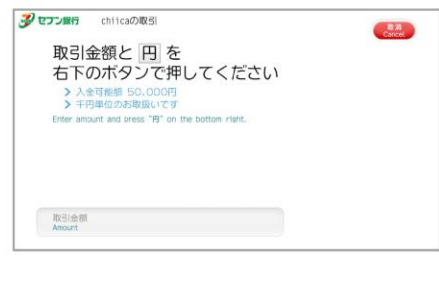 セブン銀行 chiicaの取引
取消
Cancel
取引金額と 円 を
右下のボタンで押してください
> 入金可能額 50,000円
> 千円単位のお取扱いです
Enter amount and press "円" on the bottom right.
取引金額
Amount